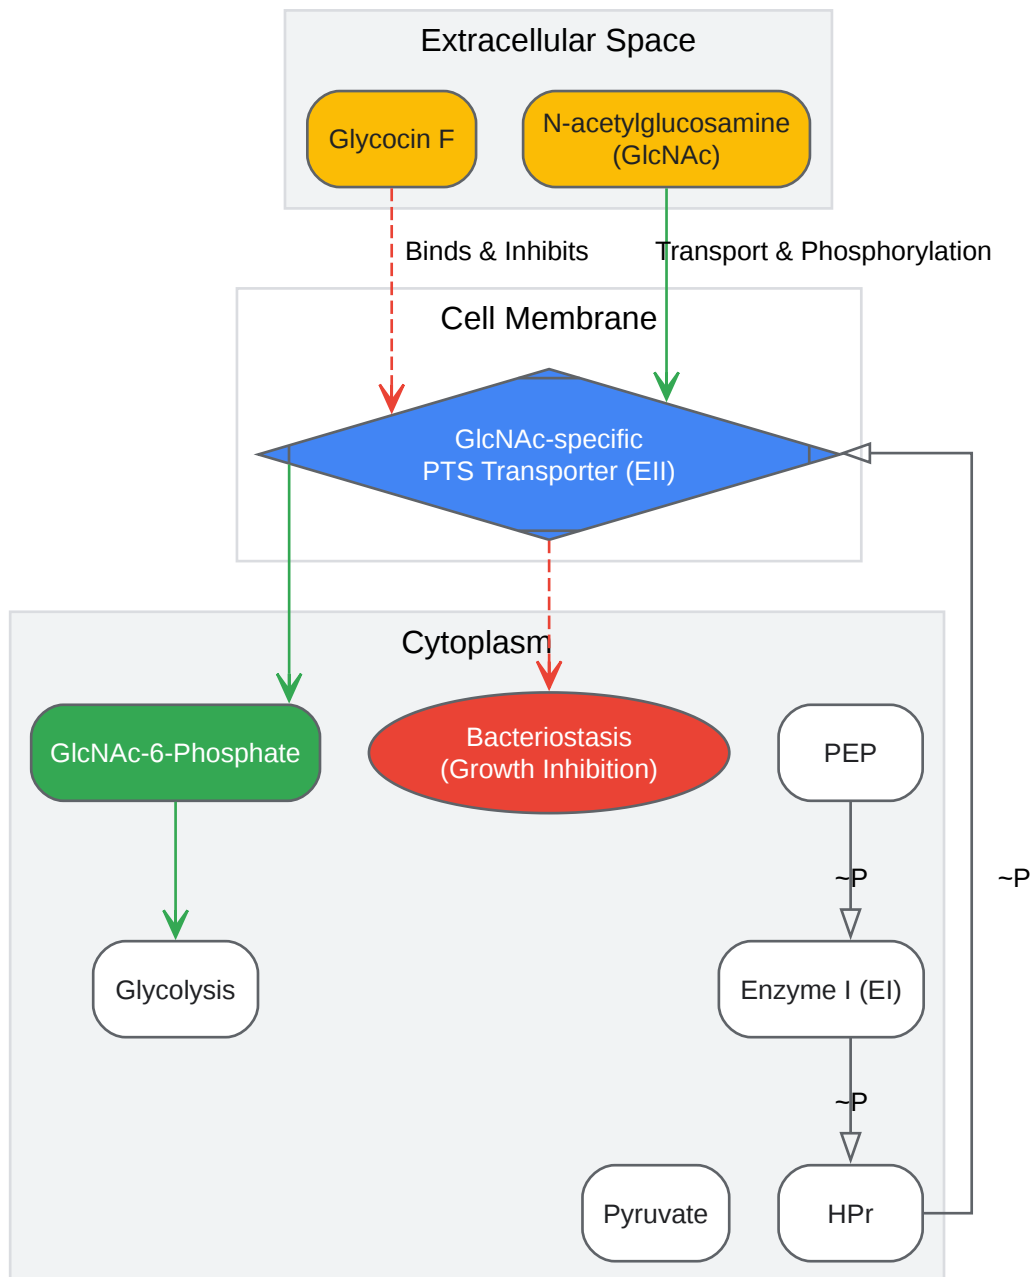 Extracellular Space
Glycocin F
N-acetylglucosamine
(GlcNAc)
Binds & Inhibits
Transport & Phosphorylation
Cell Membrane
GlcNAc-specific
PTS Transporter (EII)
Cytoplasm
GlcNAc-6-Phosphate
Bacteriostasis
(Growth Inhibition)
PEP
~P
~P
Glycolysis
Enzyme I (EI)
~P
Pyruvate
HPr